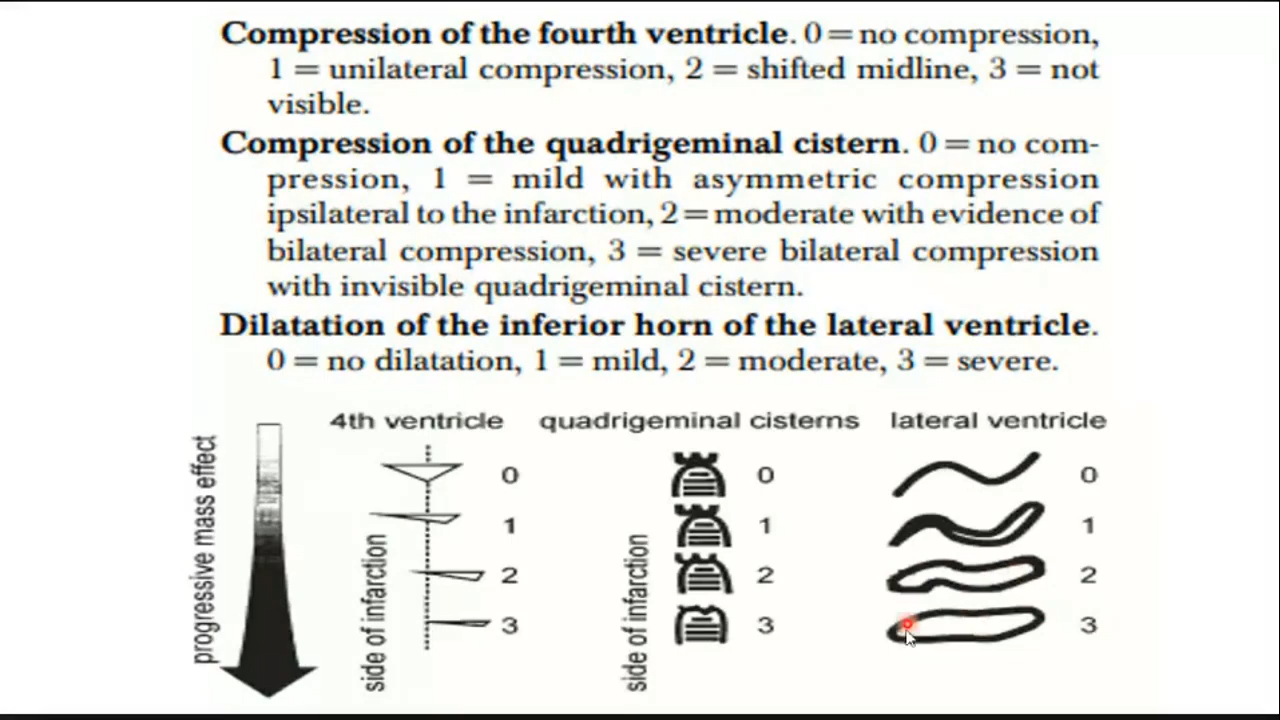 Compression of the fourth ventricle. 0 = no compression,
1 = unilateral compression, 2 = shifted midline, 3 = not
visible.
Compression of the quadrigeminal cistern. 0 = no com-
pression, 1 = mild with asymmetric compression
ipsilateral to the infarction, 2 = moderate with evidence of
bilateral compression, 3 = severe bilateral compression
with invisible quadrigeminal cistern.
Dilatation of the inferior horn of the lateral ventricle.
0 = no dilatation, 1 = mild, 2 = moderate, 3 = severe.
progressive mass effect
4th ventricle
side of infarction
0
1
2
3
quadrigeminal cisterns
side of infarction
0
1
2
3
lateral ventricle
0
1
2
3